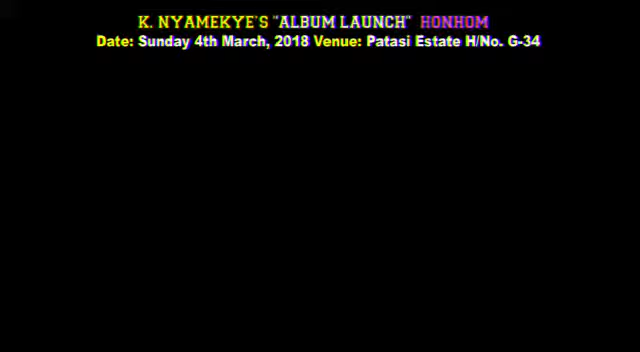 K. NYAMEKYE'S "ALBUM LAUNCH" HONHOM
Date: Sunday 4th March, 2018 Venue: Patasi Estate H/No. G-34